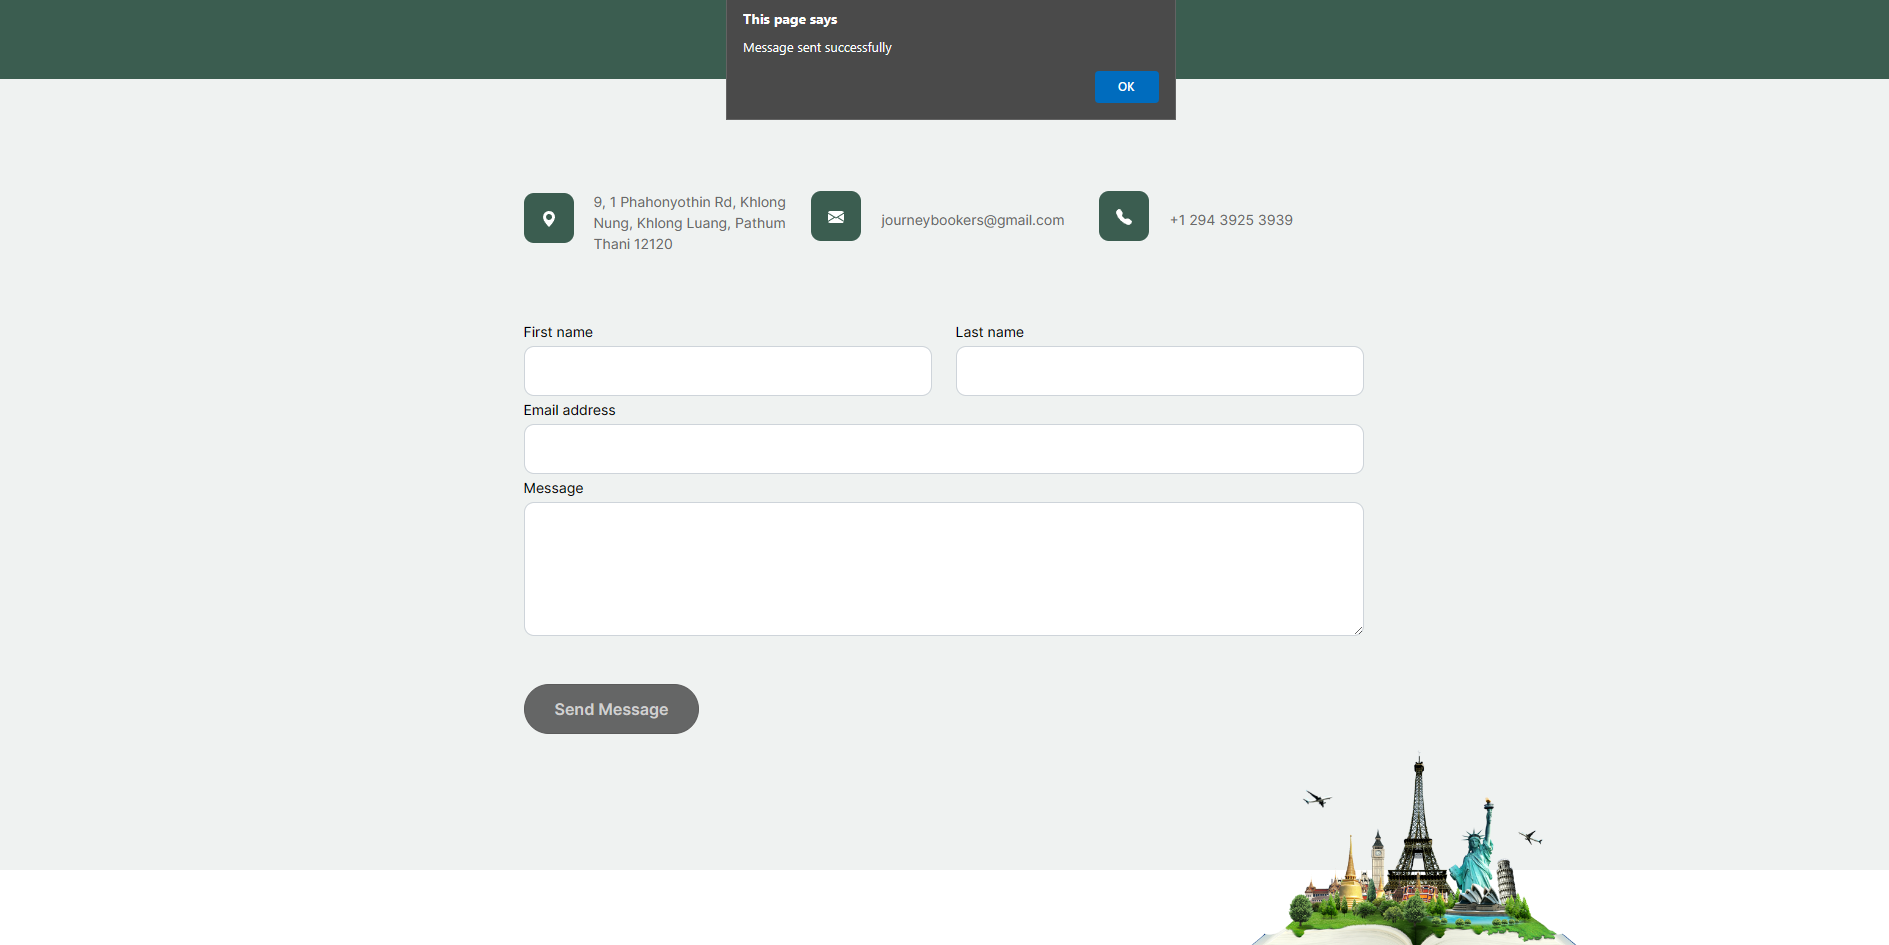 This page says
Message sent successfully
OK
9, 1 Phahonyothin Rd, Khlong
Nung, Khlong Luang, Pathum
Thani 12120
journeybookers@gmail.com
+1 294 3925 3939
First name
Last name
Email address
Message
Send Message